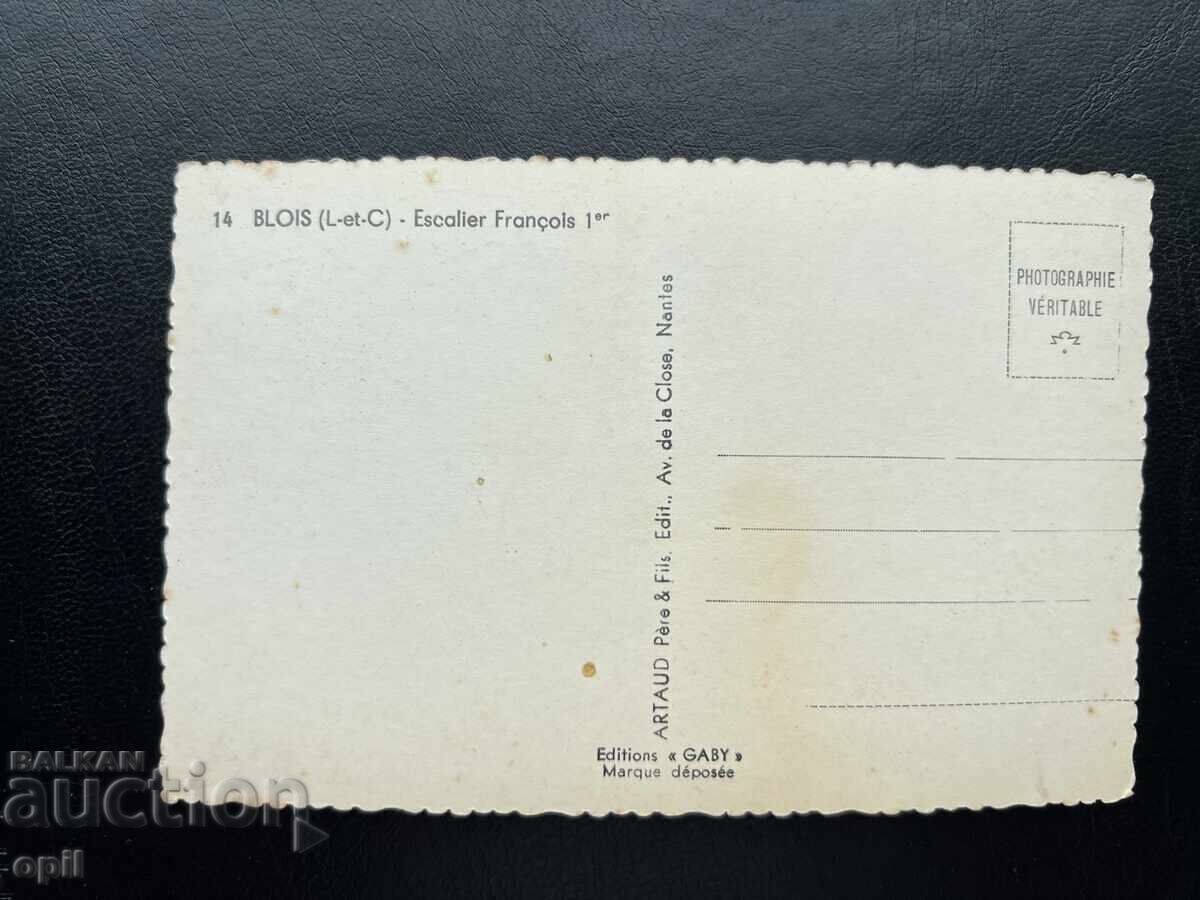 14 BLOIS (L-et-C) - Escalier François 1er
PHOTOGRAPHIE
VÉRITABLE
ARTAUD Père & Fils. Edit., Av. de la Close, Nantes
Editions « GABY »
Marque déposée
BALKAN
auction
opil